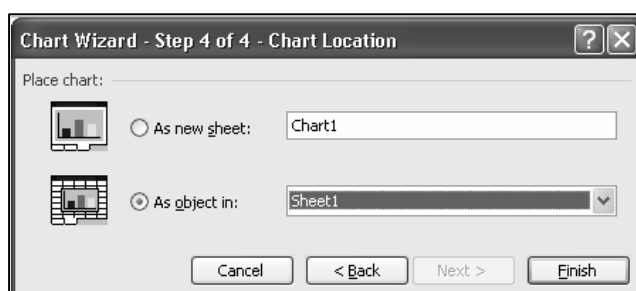 Chart Wizard - Step 4 of 4 - Chart Location
Place chart:
As new sheet: Chart1
As object in: Sheet1
Cancel < Back Next > Finish